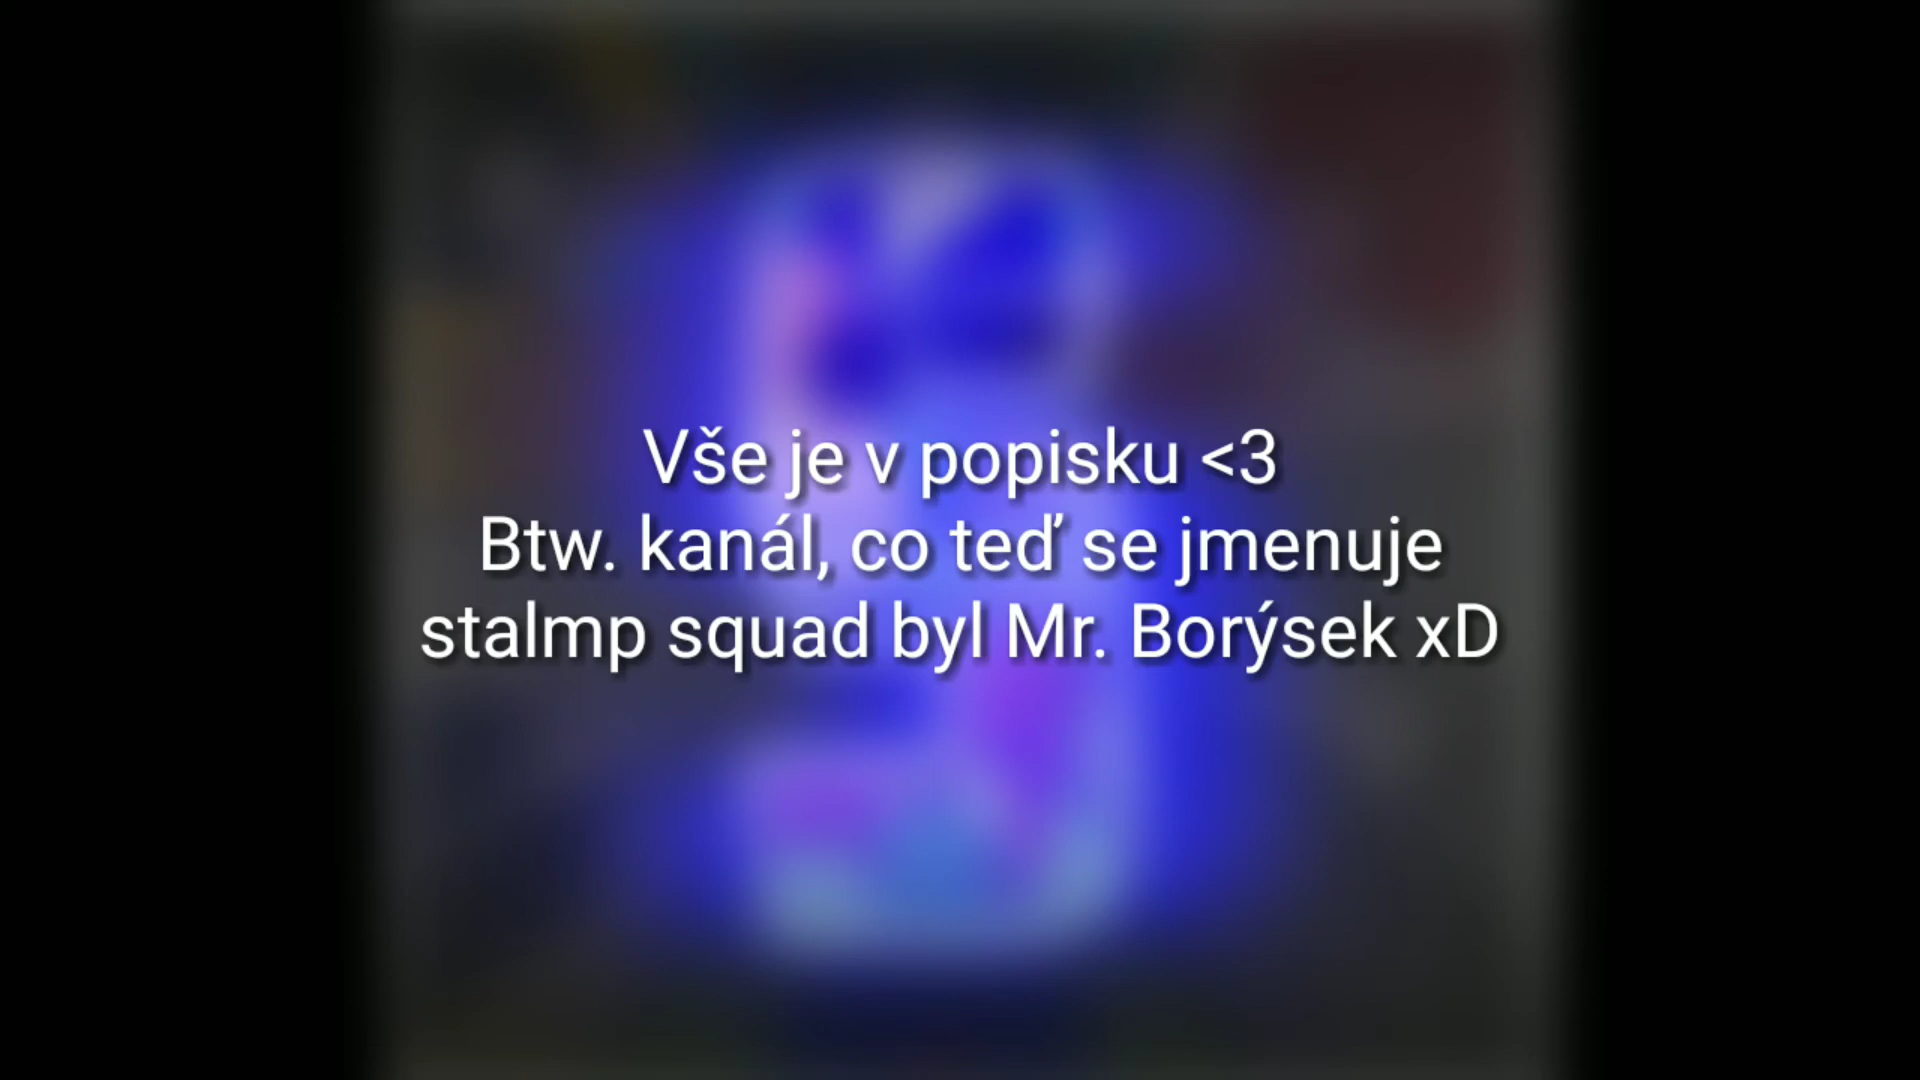 Vše je v popisku <3
Btw. kanál, co teď se jmenuje
stalmp squad byl Mr. Borýsek xD